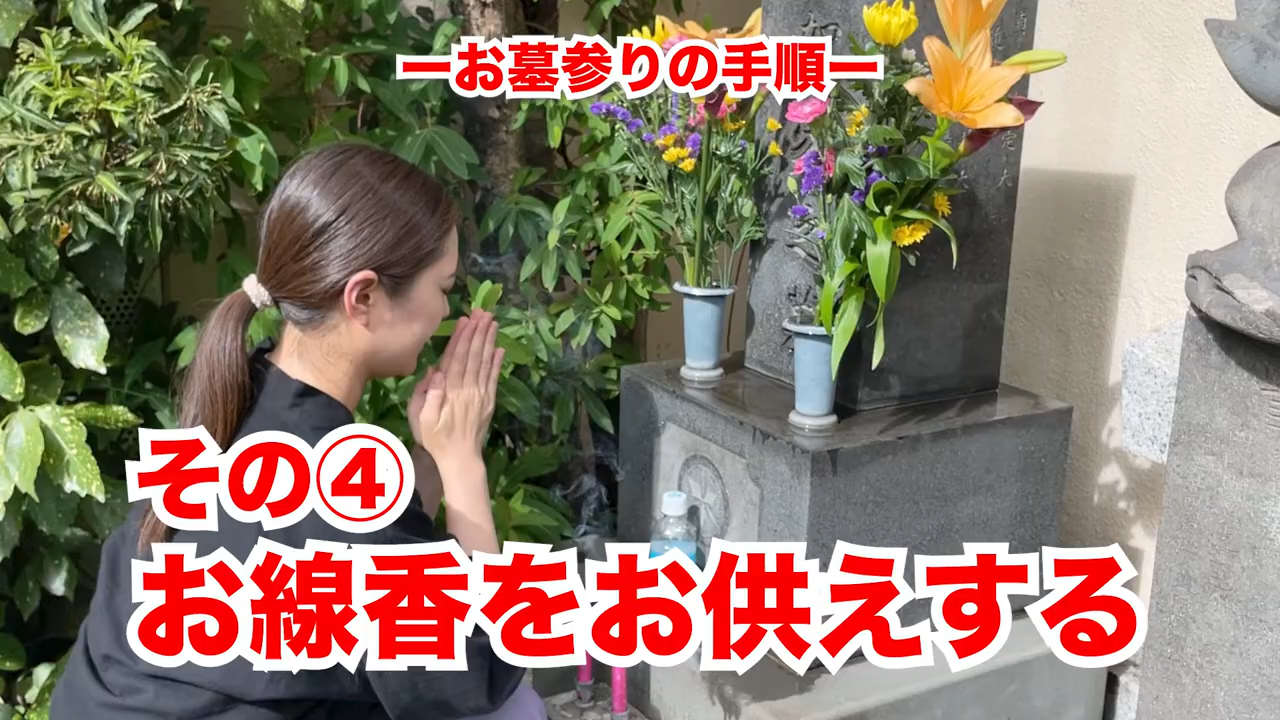 ーお墓参りの手順ー
その④
お線香をお供えする